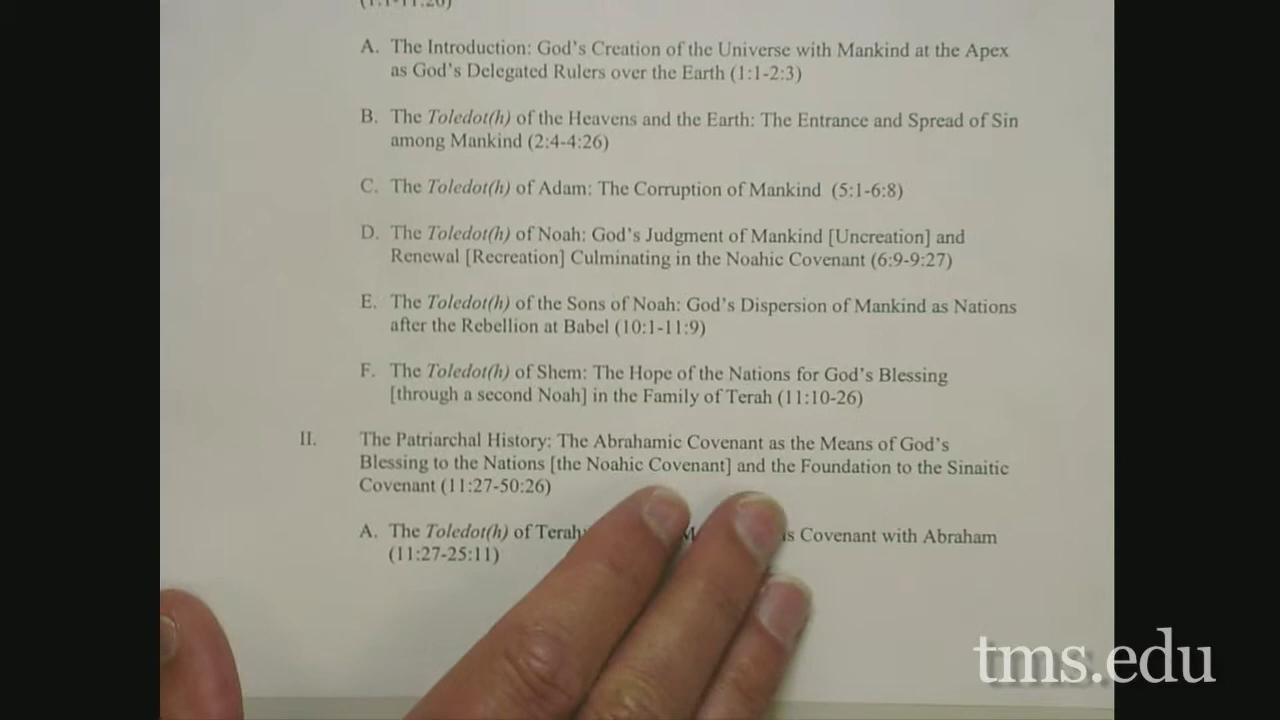 (1:1-11:26)
A. The Introduction: God's Creation of the Universe with Mankind at the Apex
as God's Delegated Rulers over the Earth (1:1-2:3)
B. The Toledot(h) of the Heavens and the Earth: The Entrance and Spread of Sin
among Mankind (2:4-4:26)
C. The Toledot(h) of Adam: The Corruption of Mankind (5:1-6:8)
D. The Toledot(h) of Noah: God's Judgment of Mankind [Uncreation] and
Renewal [Recreation] Culminating in the Noahic Covenant (6:9-9:27)
E. The Toledot(h) of the Sons of Noah: God's Dispersion of Mankind as Nations
after the Rebellion at Babel (10:1-11:9)
F. The Toledot(h) of Shem: The Hope of the Nations for God's Blessing
[through a second Noah] in the Family of Terah (11:10-26)
II. The Patriarchal History: The Abrahamic Covenant as the Means of God's
Blessing to the Nations [the Noahic Covenant] and the Foundation to the Sinaitic
Covenant (11:27-50:26)
A. The Toledot(h) of Terah: Covenant with Abraham
(11:27-25:11)
tms.edu